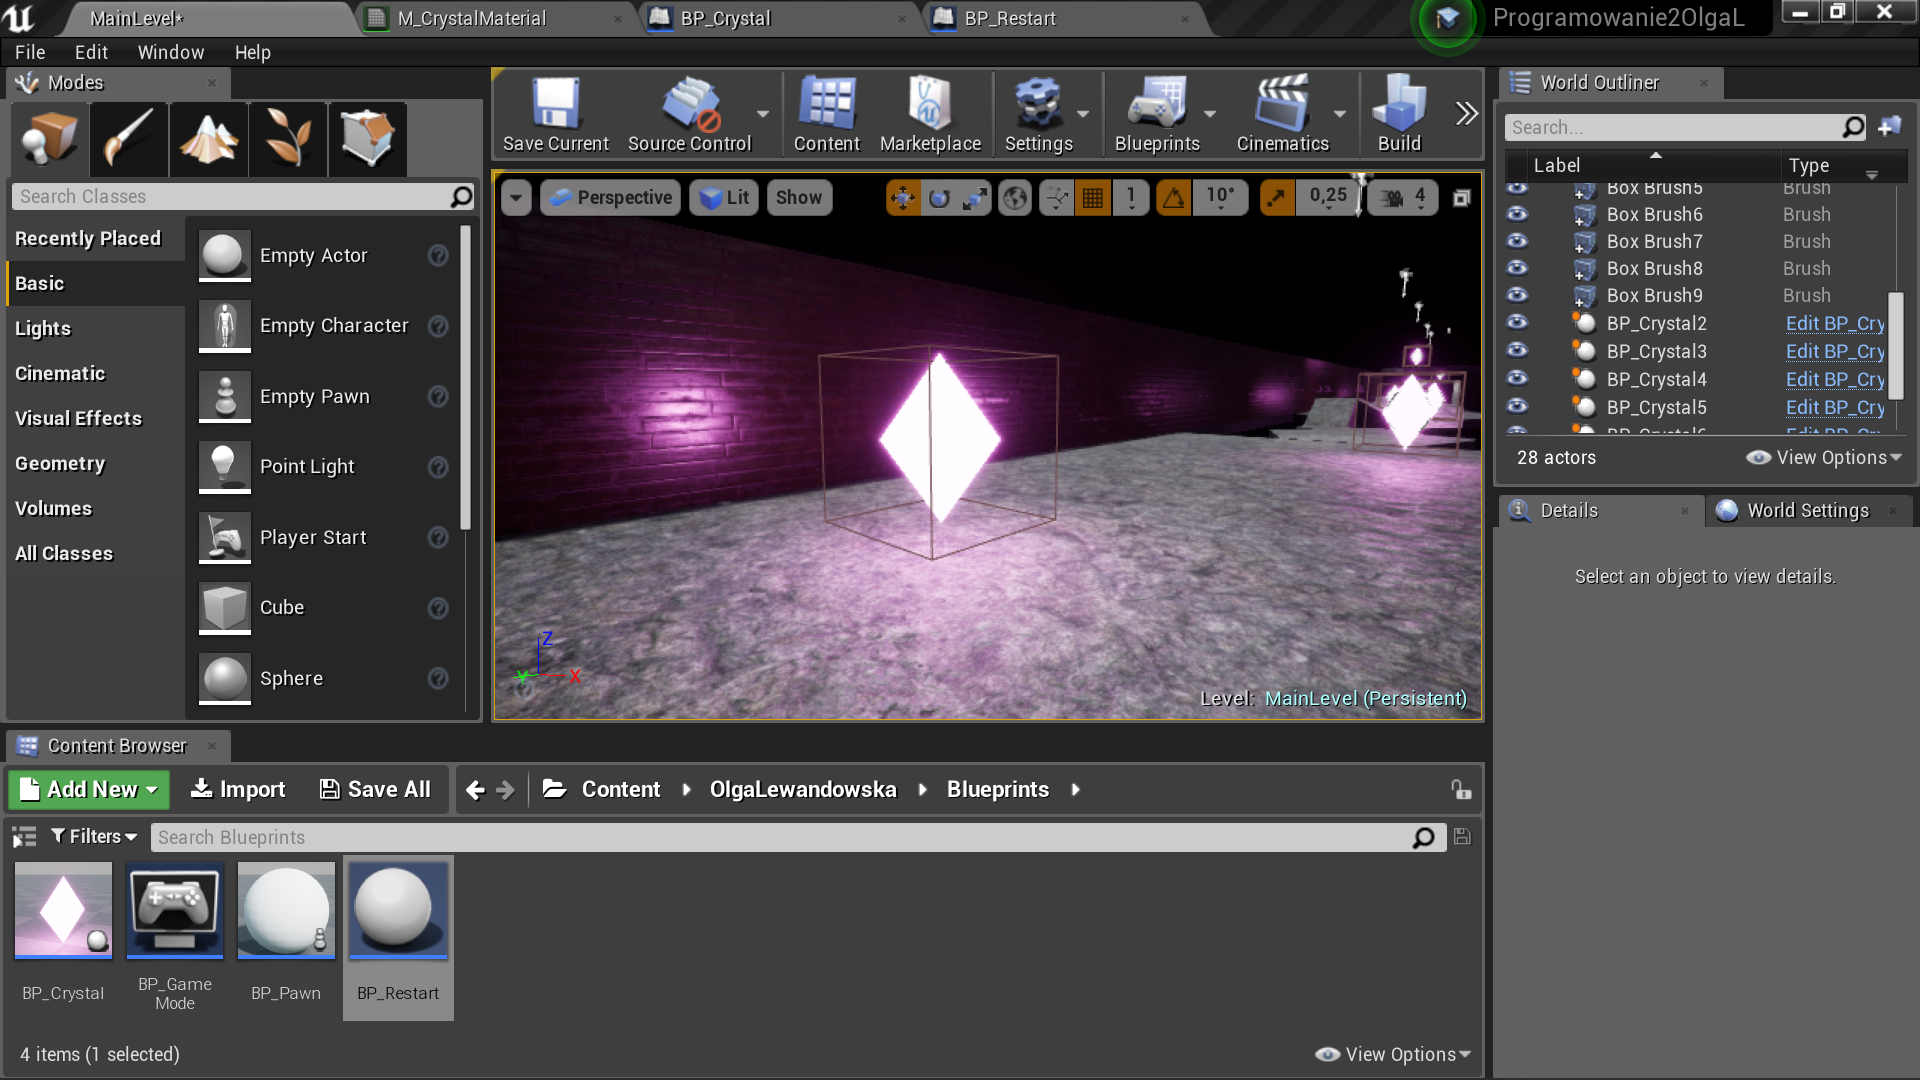 MainLevel*
M_CrystalMaterial
BP_Crystal
BP_Restart
Programowanie2OlgaL
File Edit Window Help
Modes
Search Classes
Recently Placed
Basic
Lights
Cinematic
Visual Effects
Geometry
Volumes
All Classes
Empty Actor
Empty Character
Empty Pawn
Point Light
Player Start
Cube
Sphere
Save Current
Source Control
Content
Marketplace
Settings
Blueprints
Cinematics
Build
Perspective
Lit
Show
1
10°
0,25
4
Z
Y
X
Level: MainLevel (Persistent)
World Outliner
Search...
Label Type
Box Brush5 Brush
Box Brush6 Brush
Box Brush7 Brush
Box Brush8 Brush
Box Brush9 Brush
BP_Crystal2 Edit BP_Cry
BP_Crystal3 Edit BP_Cry
BP_Crystal4 Edit BP_Cry
BP_Crystal5 Edit BP_Cry
28 actors
View Options
Details
World Settings
Select an object to view details.
Content Browser
Add New
Import
Save All
Content
OlgaLewandowska
Blueprints
Filters
Search Blueprints
BP_Crystal
BP_Game
Mode
BP_Pawn
BP_Restart
4 items (1 selected)
View Options